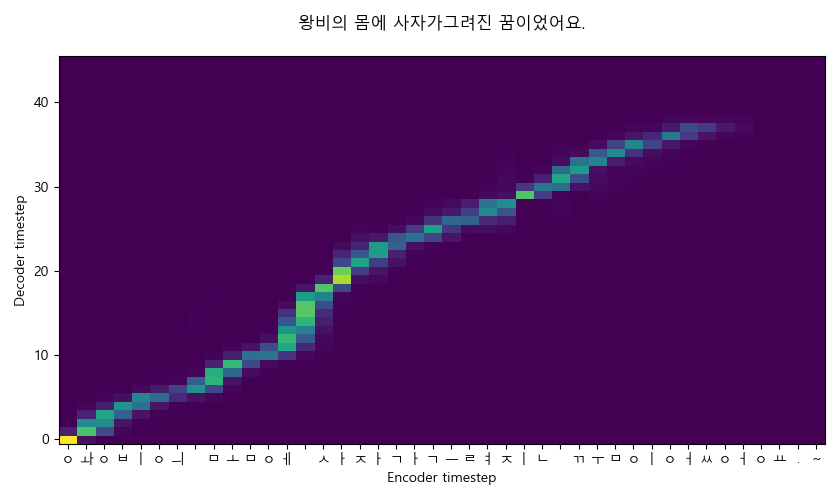 왕비의 몸에 사자가그려진 꿈이었어요.
40
30
20
10
0
Decoder timestep
ㅇ ㅘ ㅇ ㅂ ㅣ ㅇ ㅢ ㅁ ㅗ ㅁ ㅇ ㅔ ㅅ ㅏ ㅈ ㅏ ㄱ ㅏ ㄱ ㅡ ㄹ ㅕ ㅈ ㅣ ㄴ ㄲ ㅜ ㅁ ㅇ ㅣ ㅇ ㅓ ㅆ ㅇ ㅓ ㅇ ㅛ . ~
Encoder timestep